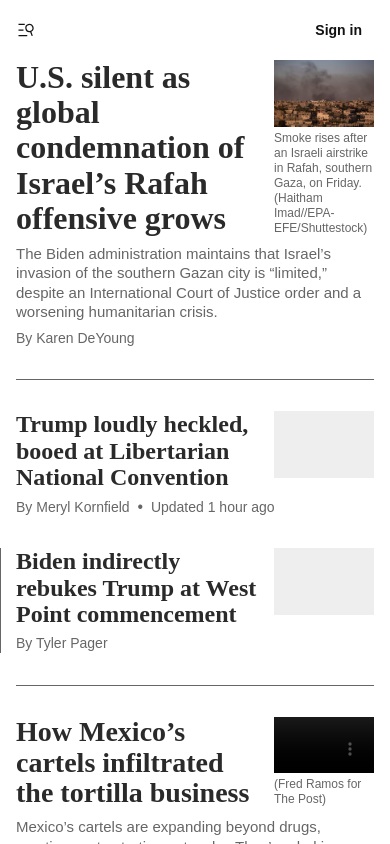 Sign in
U.S. silent as
global
condemnation of
Israel’s Rafah
offensive grows
Smoke rises after
an Israeli airstrike
in Rafah, southern
Gaza, on Friday.
(Haitham
Imad//EPA-
EFE/Shuttestock)
The Biden administration maintains that Israel’s
invasion of the southern Gazan city is “limited,”
despite an International Court of Justice order and a
worsening humanitarian crisis.
By Karen DeYoung
Trump loudly heckled,
booed at Libertarian
National Convention
By Meryl Kornfield • Updated 1 hour ago
Biden indirectly
rebukes Trump at West
Point commencement
By Tyler Pager
How Mexico’s
cartels infiltrated
the tortilla business
(Fred Ramos for
The Post)
Mexico’s cartels are expanding beyond drugs,